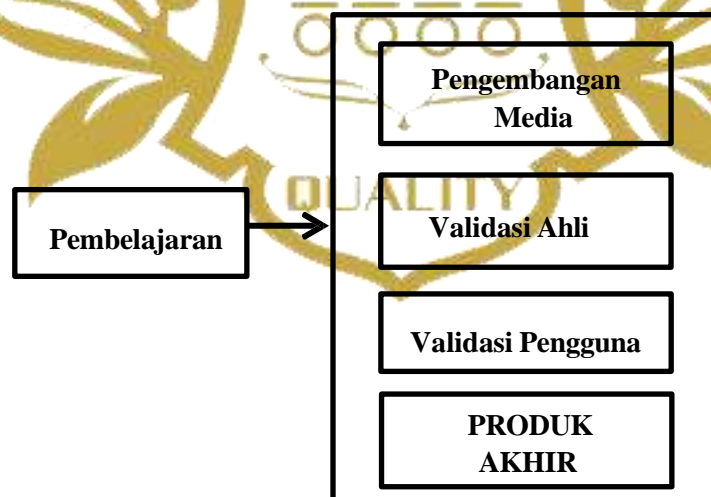 Pengembangan
Media
QUALITY
Pembelajaran
Validasi Ahli
Validasi Pengguna
PRODUK
AKHIR